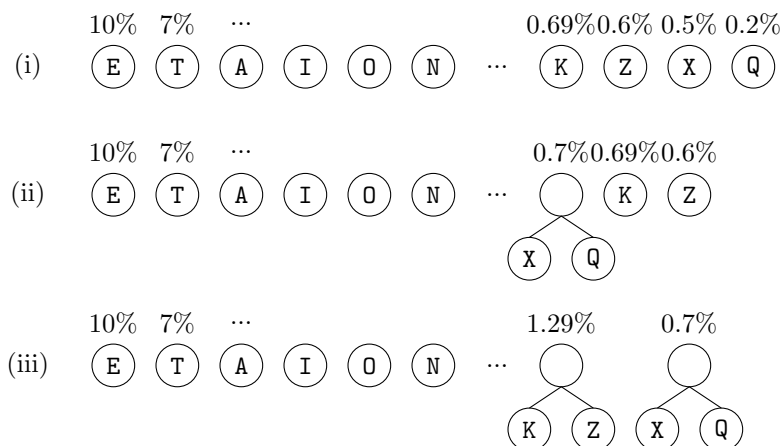 10% 7% ... 0.69% 0.6% 0.5% 0.2%
(i) E T A I O N ... K Z X Q
10% 7% ... 0.7% 0.69% 0.6%
(ii) E T A I O N ... K Z
X Q
10% 7% ... 1.29% 0.7%
(iii) E T A I O N ...
K Z X Q